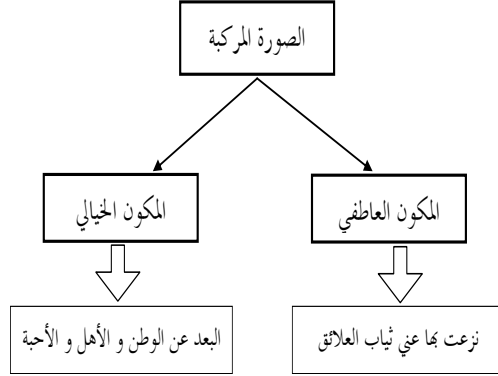 الصورة المركبة
المكون العاطفي
المكون الخيالي
نزعت بها عني ثياب العلائق
البعد عن الوطن و الأهل و الأحبة